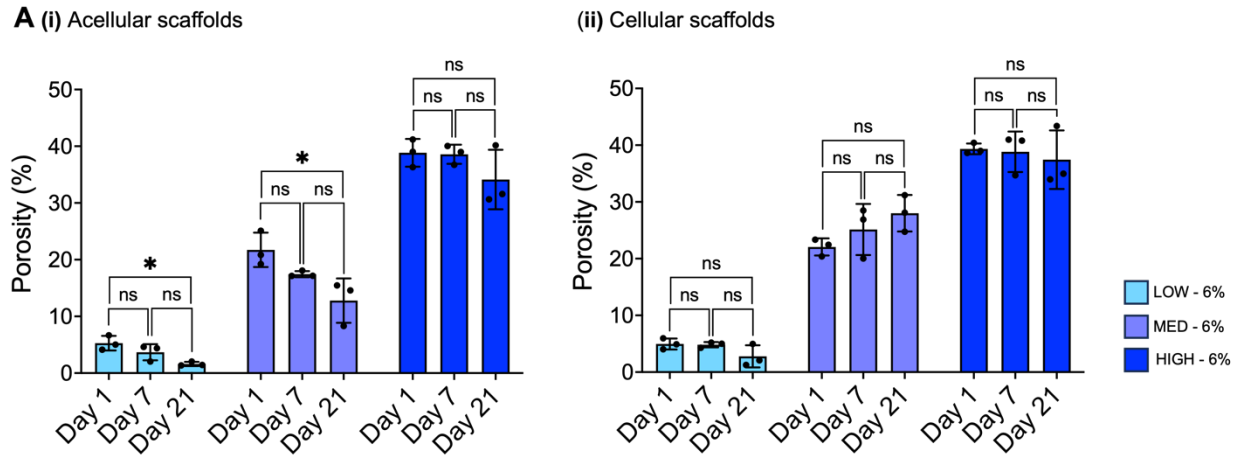 A (i) Acellular scaffolds
(ii) Cellular scaffolds
Porosity (%)
50
40
30
20
10
0
*
ns
ns
*
ns
ns
ns
ns
ns
Day 1
Day 7
Day 21
Day 1
Day 7
Day 21
Day 1
Day 7
Day 21
Porosity (%)
50
40
30
20
10
0
ns
ns
ns
ns
ns
ns
ns
ns
ns
Day 1
Day 7
Day 21
Day 1
Day 7
Day 21
Day 1
Day 7
Day 21
LOW - 6%
MED - 6%
HIGH - 6%